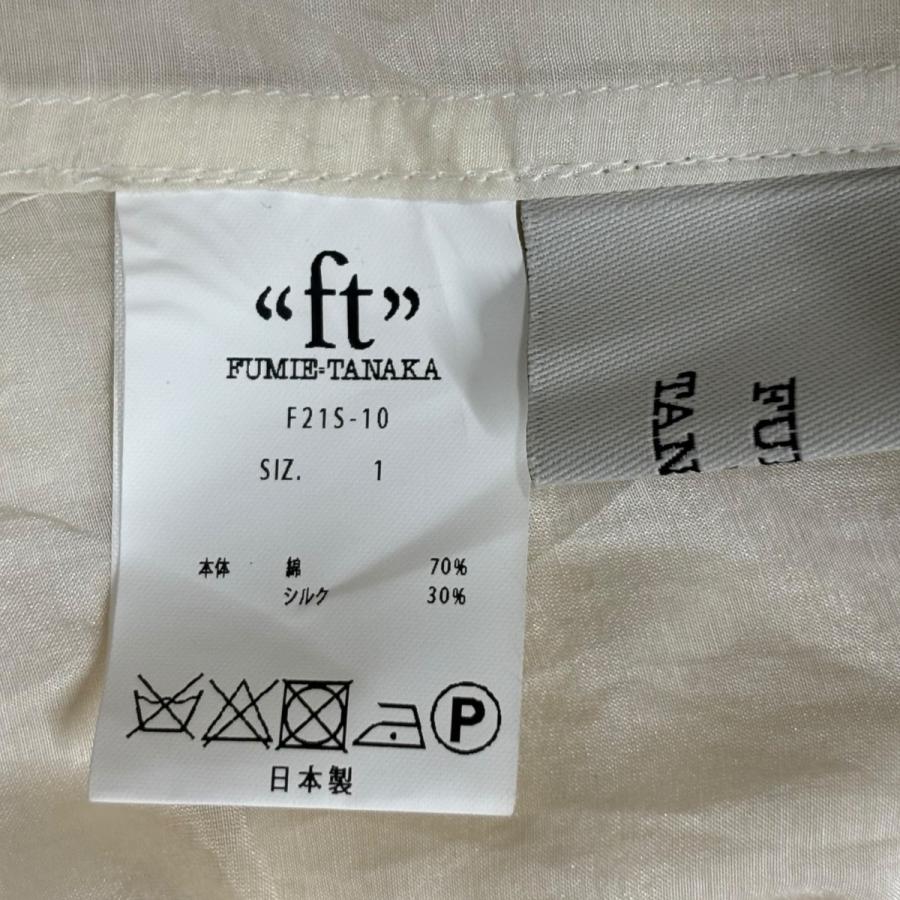 “ft”
FUMIE=TANAKA
F21S-10
SIZ. 1
本体 綿 70%
シルク 30%
P
日本製
FU
TAN